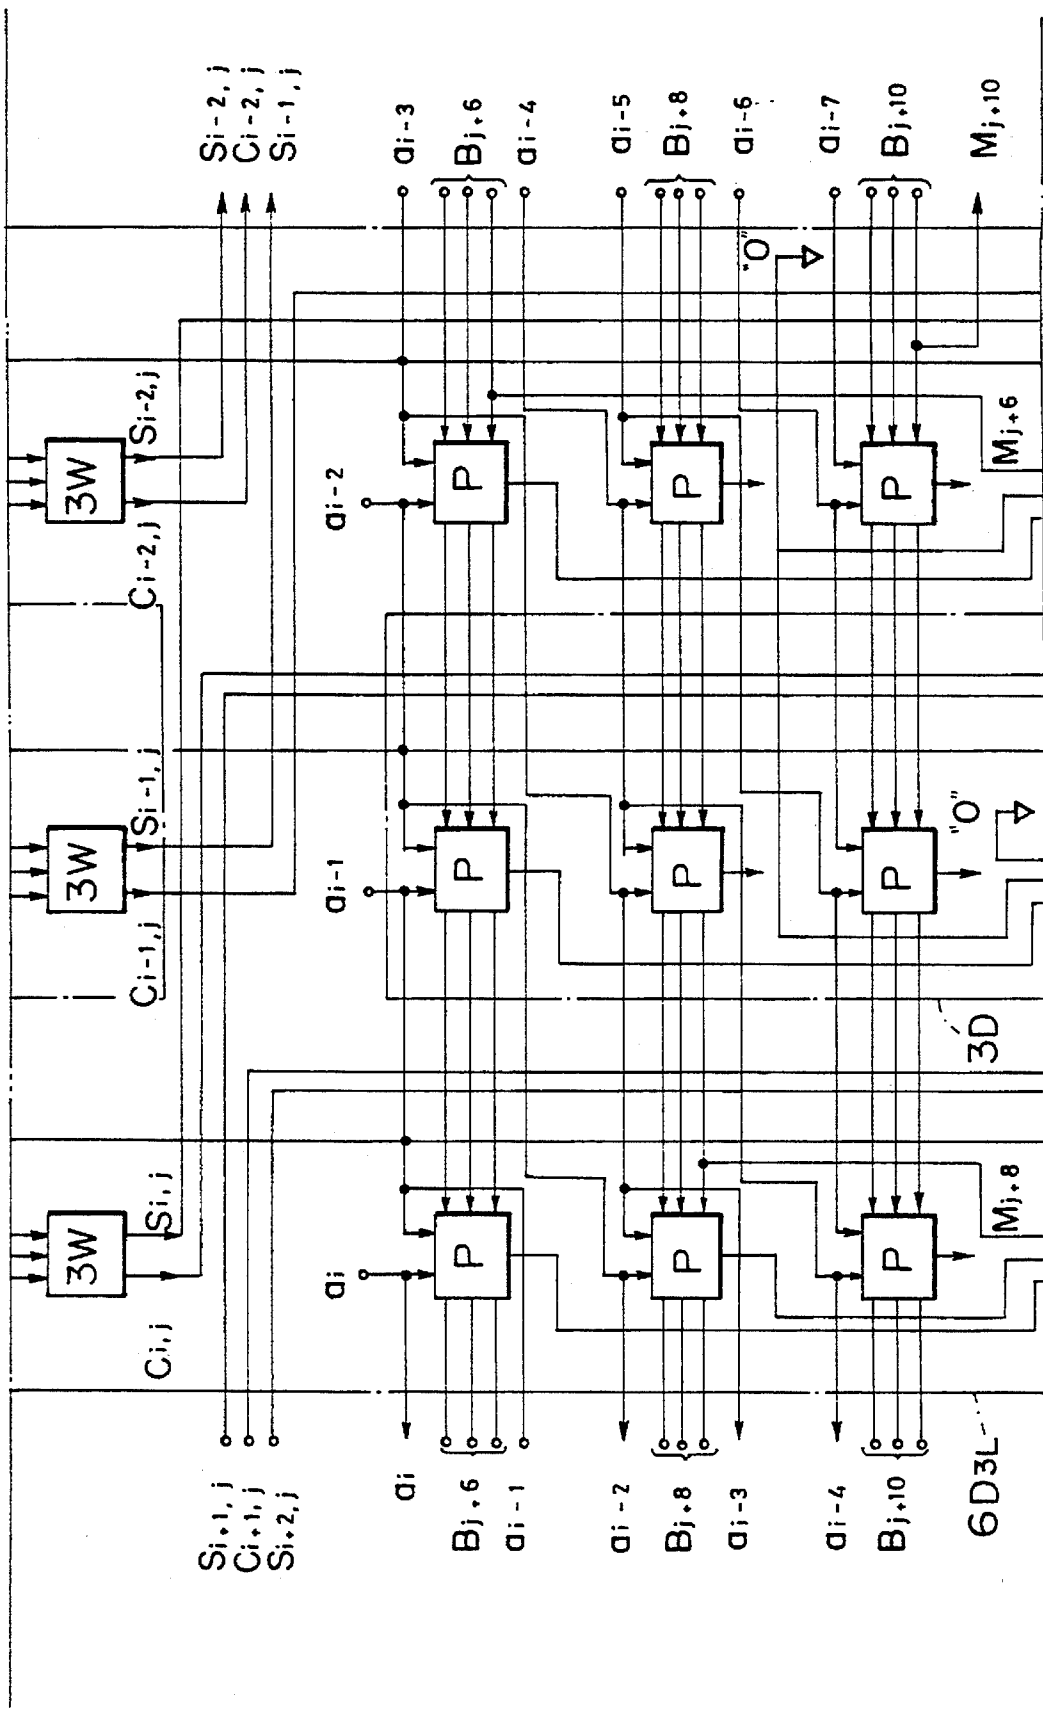 3W
3W
3W
Ci, j
Si, j
Ci-1, j
Si-1, j
Ci-2, j
Si-2, j
Si+1, j
Si-2, j
Ci+1, j
Ci-2, j
Si+2, j
Si-1, j
ai
ai-1
ai-2
ai
ai-3
Bj+6
P
P
P
Bj+6
ai-1
ai-4
ai-2
ai-5
Bj+8
P
P
P
Bj+8
ai-3
"0"
ai-6
ai-4
ai-7
Bj+10
P
P
P
Bj+10
"0"
6D3L
3D
Mj+10
Mj+8
Mj+6